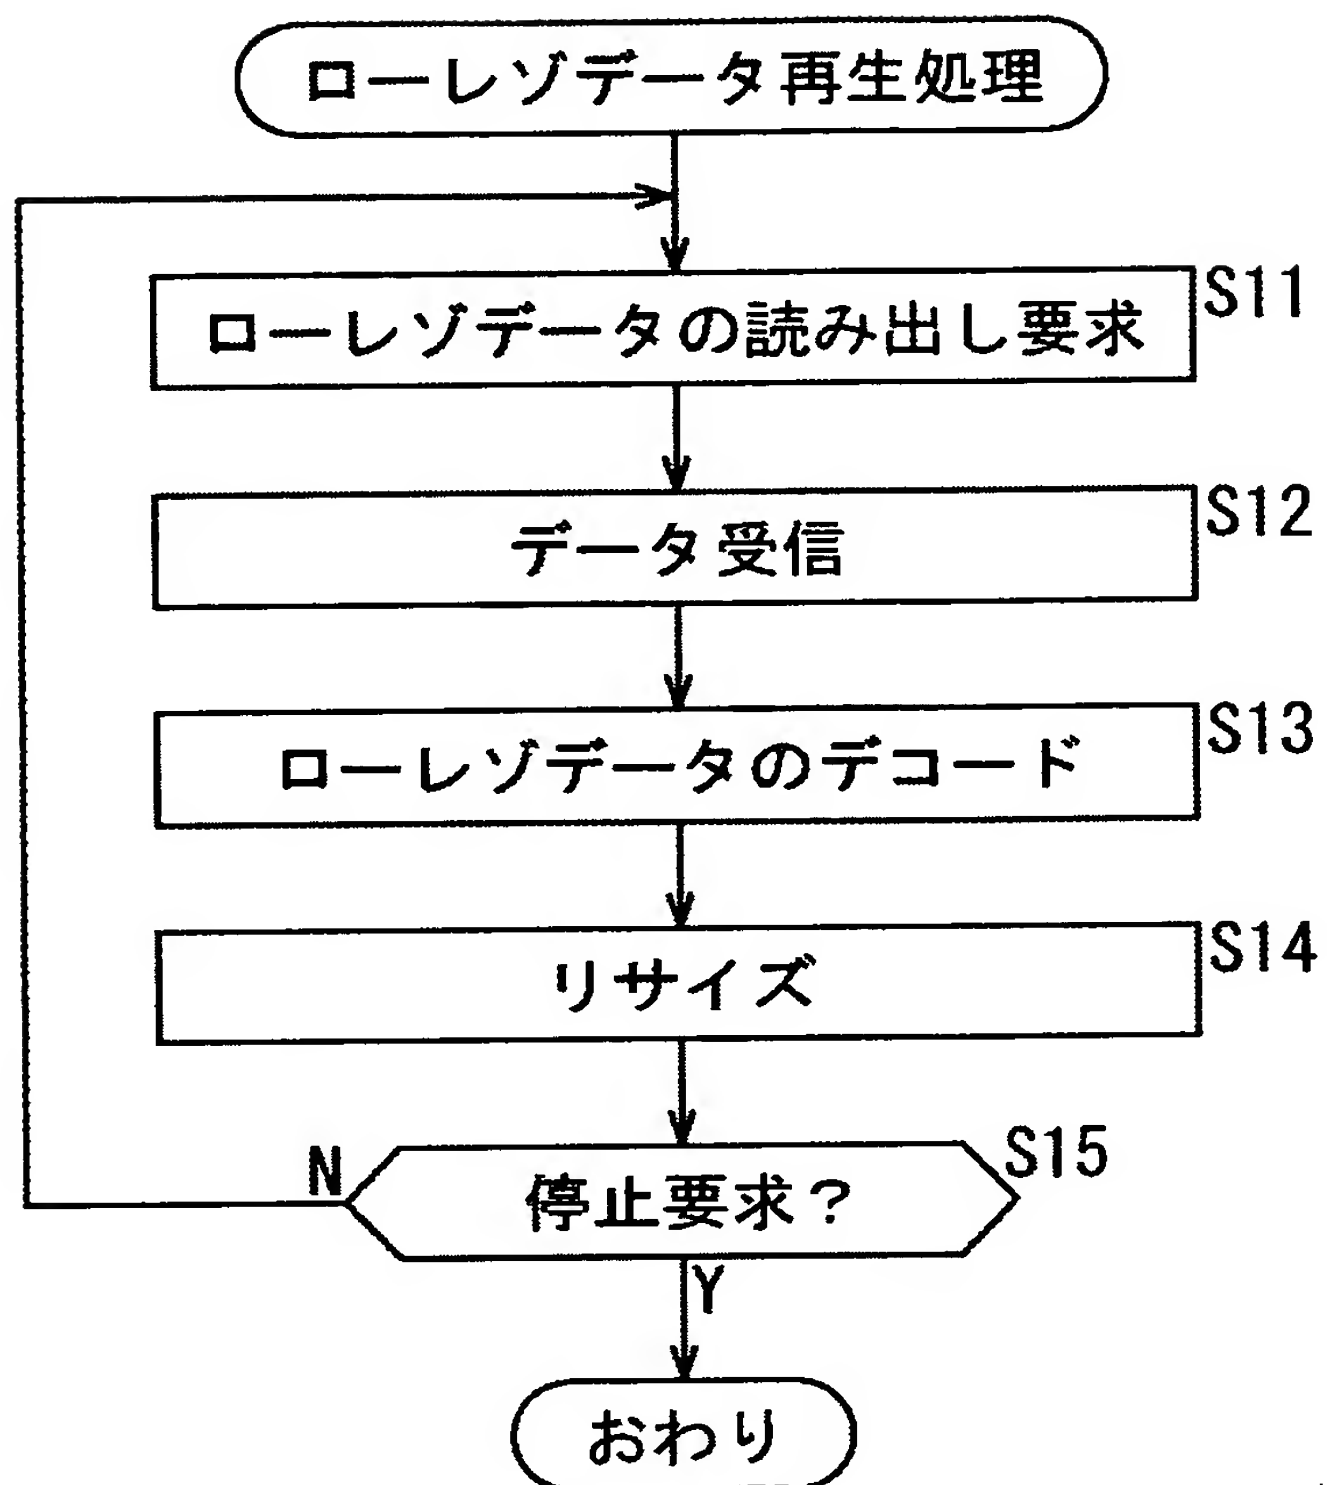 ローレゾデータ再生処理
S11
ローレゾデータの読み出し要求
S12
データ受信
S13
ローレゾデータのデコード
S14
リサイズ
N
S15
停止要求？
Y
おわり